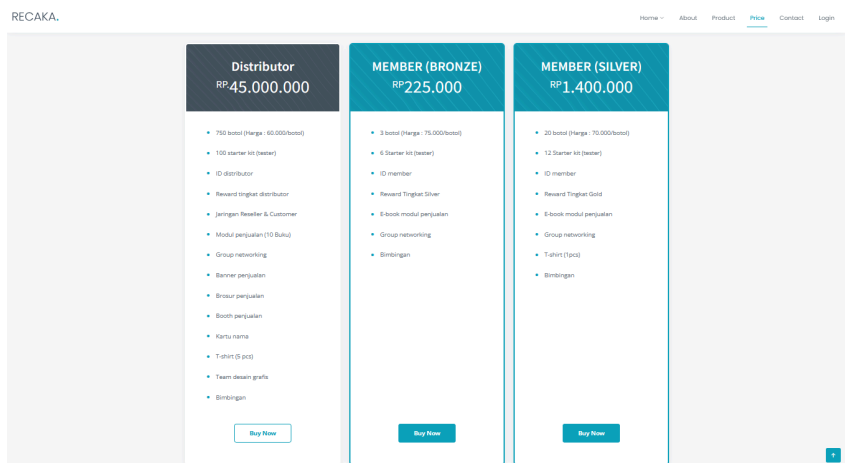 RECAKA.
Home
About
Product
Price
Contact
Login
Distributor
RP.45.000.000
750 botol (Harga : 60.000/botol)
100 starter kit (tester)
ID distributor
Reward tingkat distributor
Jaringan Reseller & Customer
Modul penjualan (10 Buku)
Group networking
Banner penjualan
Brosur penjualan
Booth penjualan
Kartu nama
T-shirt (5 pcs)
Team desain grafis
Bimbingan
Buy Now
MEMBER (BRONZE)
RP225.000
3 botol (Harga : 75.000/botol)
6 Starter kit (tester)
ID member
Reward Tingkat Silver
E-book modul penjualan
Group networking
Bimbingan
Buy Now
MEMBER (SILVER)
RP1.400.000
20 botol (Harga : 70.000/botol)
12 Starter kit (tester)
ID member
Reward Tingkat Gold
E-book modul penjualan
Group networking
T-shirt (1pcs)
Bimbingan
Buy Now